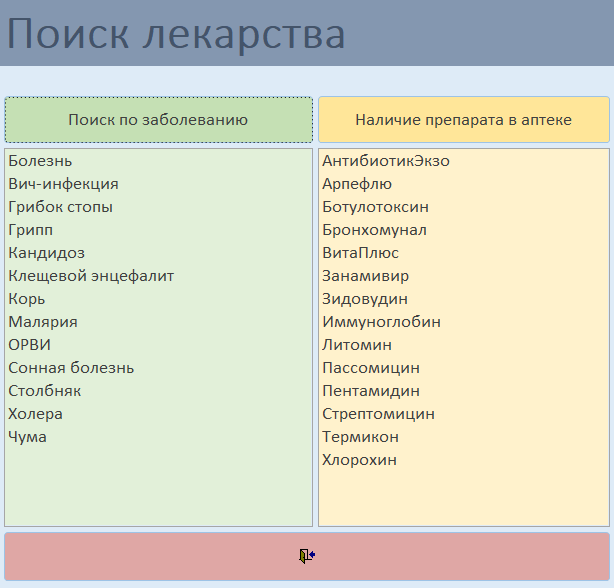 Поиск лекарства
Поиск по заболеванию
Наличие препарата в аптеке
Болезнь
Вич-инфекция
Грибок стопы
Грипп
Кандидоз
Клещевой энцефалит
Корь
Малярия
ОРВИ
Сонная болезнь
Столбняк
Холера
Чума
АнтибиотикЭкзо
Арпефлю
Ботулотоксин
Бронхомунал
ВитаПлюс
Занамивир
Зидовудин
Иммуноглобин
Литомин
Пассомицин
Пентамидин
Стрептомицин
Термикон
Хлорохин